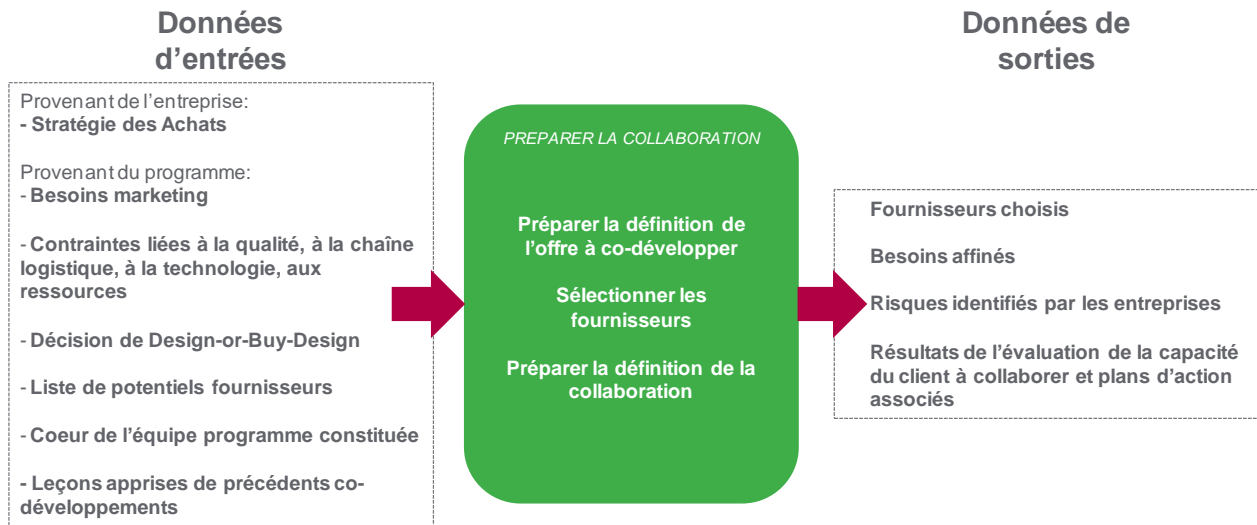 Données
d'entrées
Provenant de l'entreprise:
- Stratégie des Achats
Provenant du programme:
- Besoins marketing
- Contraintes liées à la qualité, à la chaîne
logistique, à la technologie, aux
ressources
- Décision de Design-or-Buy-Design
- Liste de potentiels fournisseurs
- Coeur de l'équipe programme constituée
- Leçons apprises de précédents co-
développements
PREPARER LA COLLABORATION
Préparer la définition de
l'offre à co-développer
Sélectionner les
fournisseurs
Préparer la définition de la
collaboration
Données de
sorties
Fournisseurs choisis
Besoins affinés
Risques identifiés par les entreprises
Résultats de l'évaluation de la capacité
du client à collaborer et plans d'action
associés